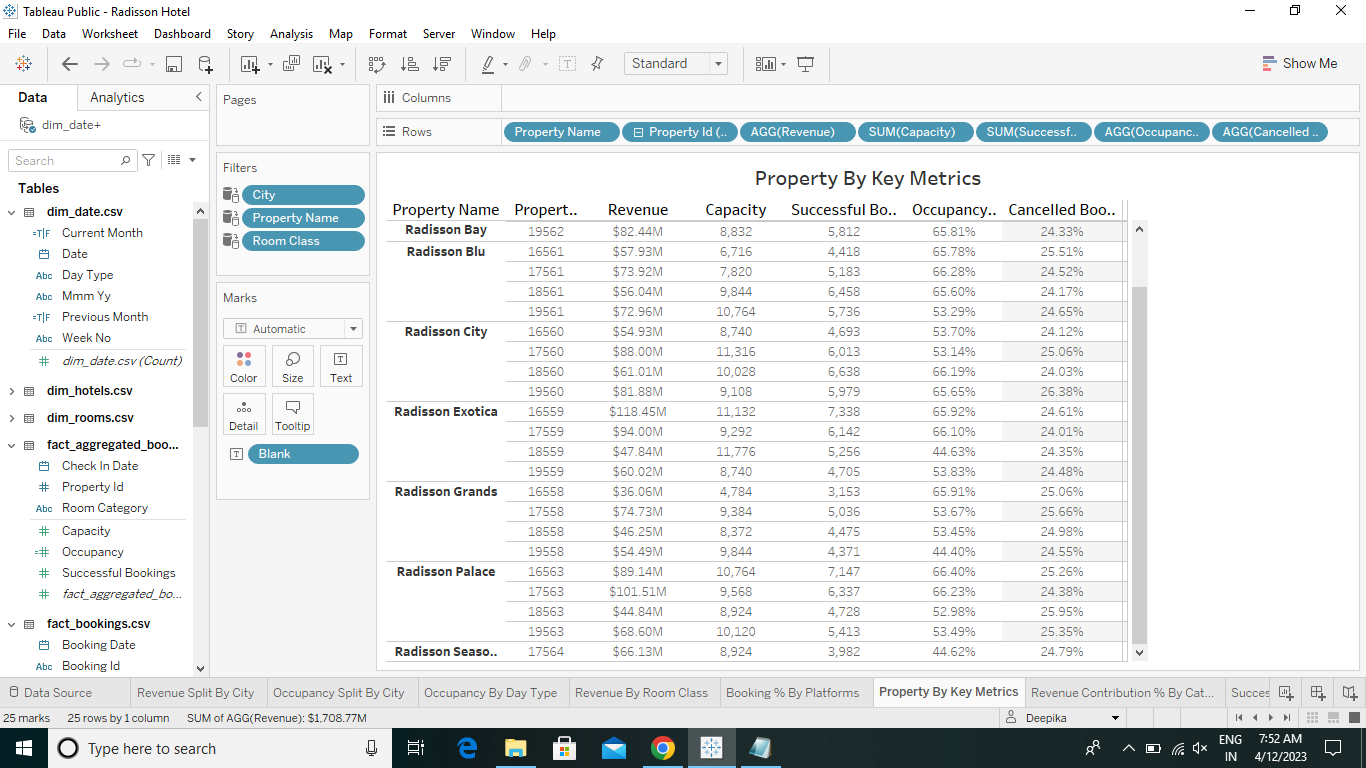 Tableau Public - Radisson Hotel
File Data Worksheet Dashboard Story Analysis Map Format Server Window Help
Standard
Show Me
Data Analytics
dim_date+
Search
Tables
dim_date.csv
=T|F Current Month
Date
Abc Day Type
Abc Mmm Yy
=T|F Previous Month
Abc Week No
# dim_date.csv (Count)
dim_hotels.csv
dim_rooms.csv
fact_aggregated_boo...
Check In Date
# Property Id
Abc Room Category
# Capacity
=# Occupancy
# Successful Bookings
# fact_aggregated_bo...
fact_bookings.csv
Booking Date
Abc Booking Id
Pages
Filters
City
Property Name
Room Class
Marks
T Automatic
Color Size Text
Detail Tooltip
T Blank
Columns
Rows Property Name Property Id (.. AGG(Revenue) SUM(Capacity) SUM(Successf.. AGG(Occupanc.. AGG(Cancelled ..
Property By Key Metrics
Property Name Propert.. Revenue Capacity Successful Bo.. Occupancy.. Cancelled Boo..
Radisson Bay 19562 $82.44M 8,832 5,812 65.81% 24.33%
Radisson Blu 16561 $57.93M 6,716 4,418 65.78% 25.51%
17561 $73.92M 7,820 5,183 66.28% 24.52%
18561 $56.04M 9,844 6,458 65.60% 24.17%
19561 $72.96M 10,764 5,736 53.29% 24.65%
Radisson City 16560 $54.93M 8,740 4,693 53.70% 24.12%
17560 $88.00M 11,316 6,013 53.14% 25.06%
18560 $61.01M 10,028 6,638 66.19% 24.03%
19560 $81.88M 9,108 5,979 65.65% 26.38%
Radisson Exotica 16559 $118.45M 11,132 7,338 65.92% 24.61%
17559 $94.00M 9,292 6,142 66.10% 24.01%
18559 $47.84M 11,776 5,256 44.63% 24.35%
19559 $60.02M 8,740 4,705 53.83% 24.48%
Radisson Grands 16558 $36.06M 4,784 3,153 65.91% 25.06%
17558 $74.73M 9,384 5,036 53.67% 25.66%
18558 $46.25M 8,372 4,475 53.45% 24.98%
19558 $54.49M 9,844 4,371 44.40% 24.55%
Radisson Palace 16563 $89.14M 10,764 7,147 66.40% 25.26%
17563 $101.51M 9,568 6,337 66.23% 24.38%
18563 $44.84M 8,924 4,728 52.98% 25.95%
19563 $68.60M 10,120 5,413 53.49% 25.35%
Radisson Seaso.. 17564 $66.13M 8,924 3,982 44.62% 24.79%
Data Source Revenue Split By City Occupancy Split By City Occupancy By Day Type Revenue By Room Class Booking % By Platforms Property By Key Metrics Revenue Contribution % By Cat... Succes
25 marks 25 rows by 1 column SUM of AGG(Revenue): $1,708.77M Deepika
Type here to search
ENG
IN
7:52 AM
4/12/2023